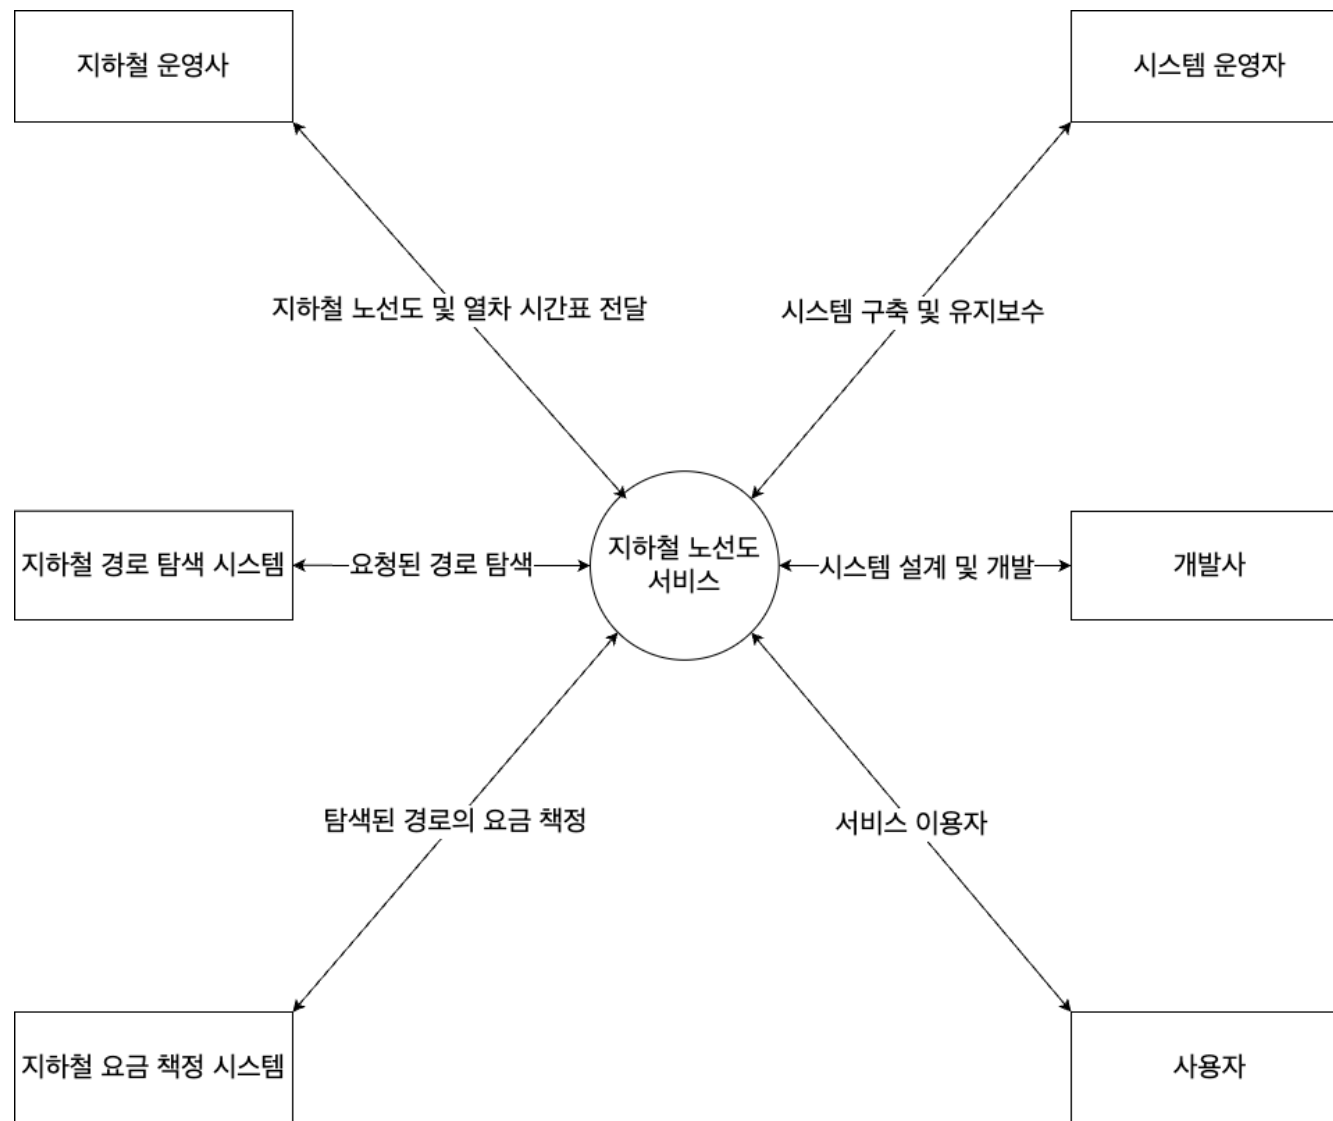 지하철 운영사
시스템 운영자
지하철 노선도 및 열차 시간표 전달
시스템 구축 및 유지보수
지하철 경로 탐색 시스템
요청된 경로 탐색
지하철 노선도
서비스
시스템 설계 및 개발
개발사
탐색된 경로의 요금 책정
서비스 이용자
지하철 요금 책정 시스템
사용자